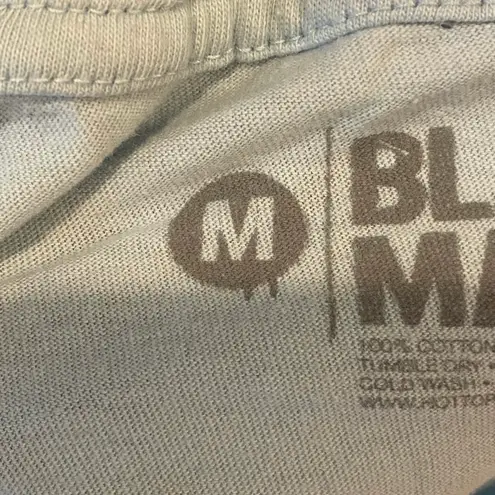 M
BL
MA
100% COTTON
TUMBLE DRY •
COLD WASH •
WWW.HOTTOP